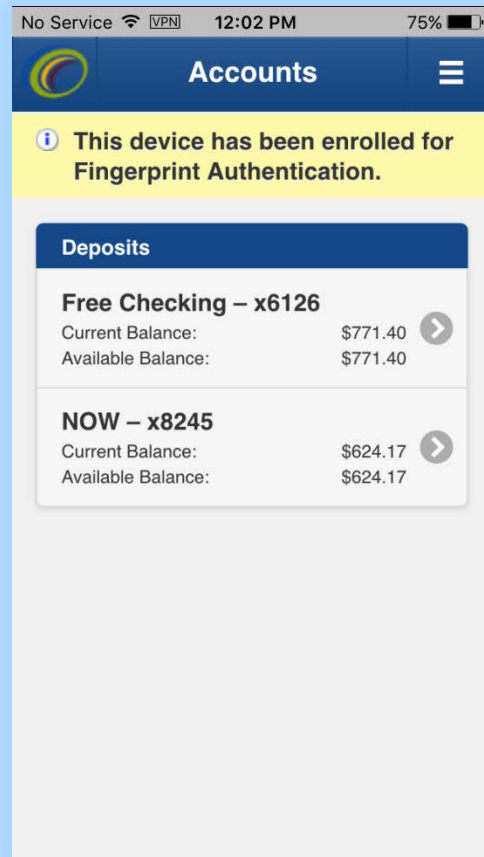 No Service VPN 12:02 PM 75%
Accounts
This device has been enrolled for
Fingerprint Authentication.
Deposits
Free Checking – x6126
Current Balance: $771.40
Available Balance: $771.40
NOW – x8245
Current Balance: $624.17
Available Balance: $624.17